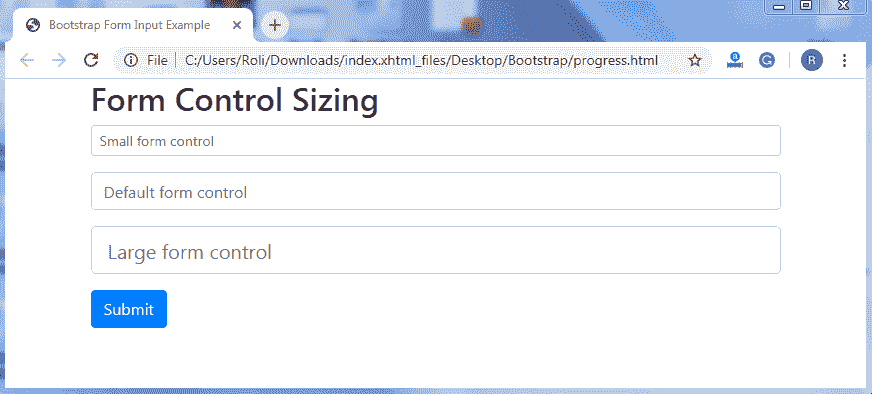 Bootstrap Form Input Example
File | C:/Users/Roli/Downloads/index.xhtml_files/Desktop/Bootstrap/progress.html
a
G
R
Form Control Sizing
Small form control
Default form control
Large form control
Submit